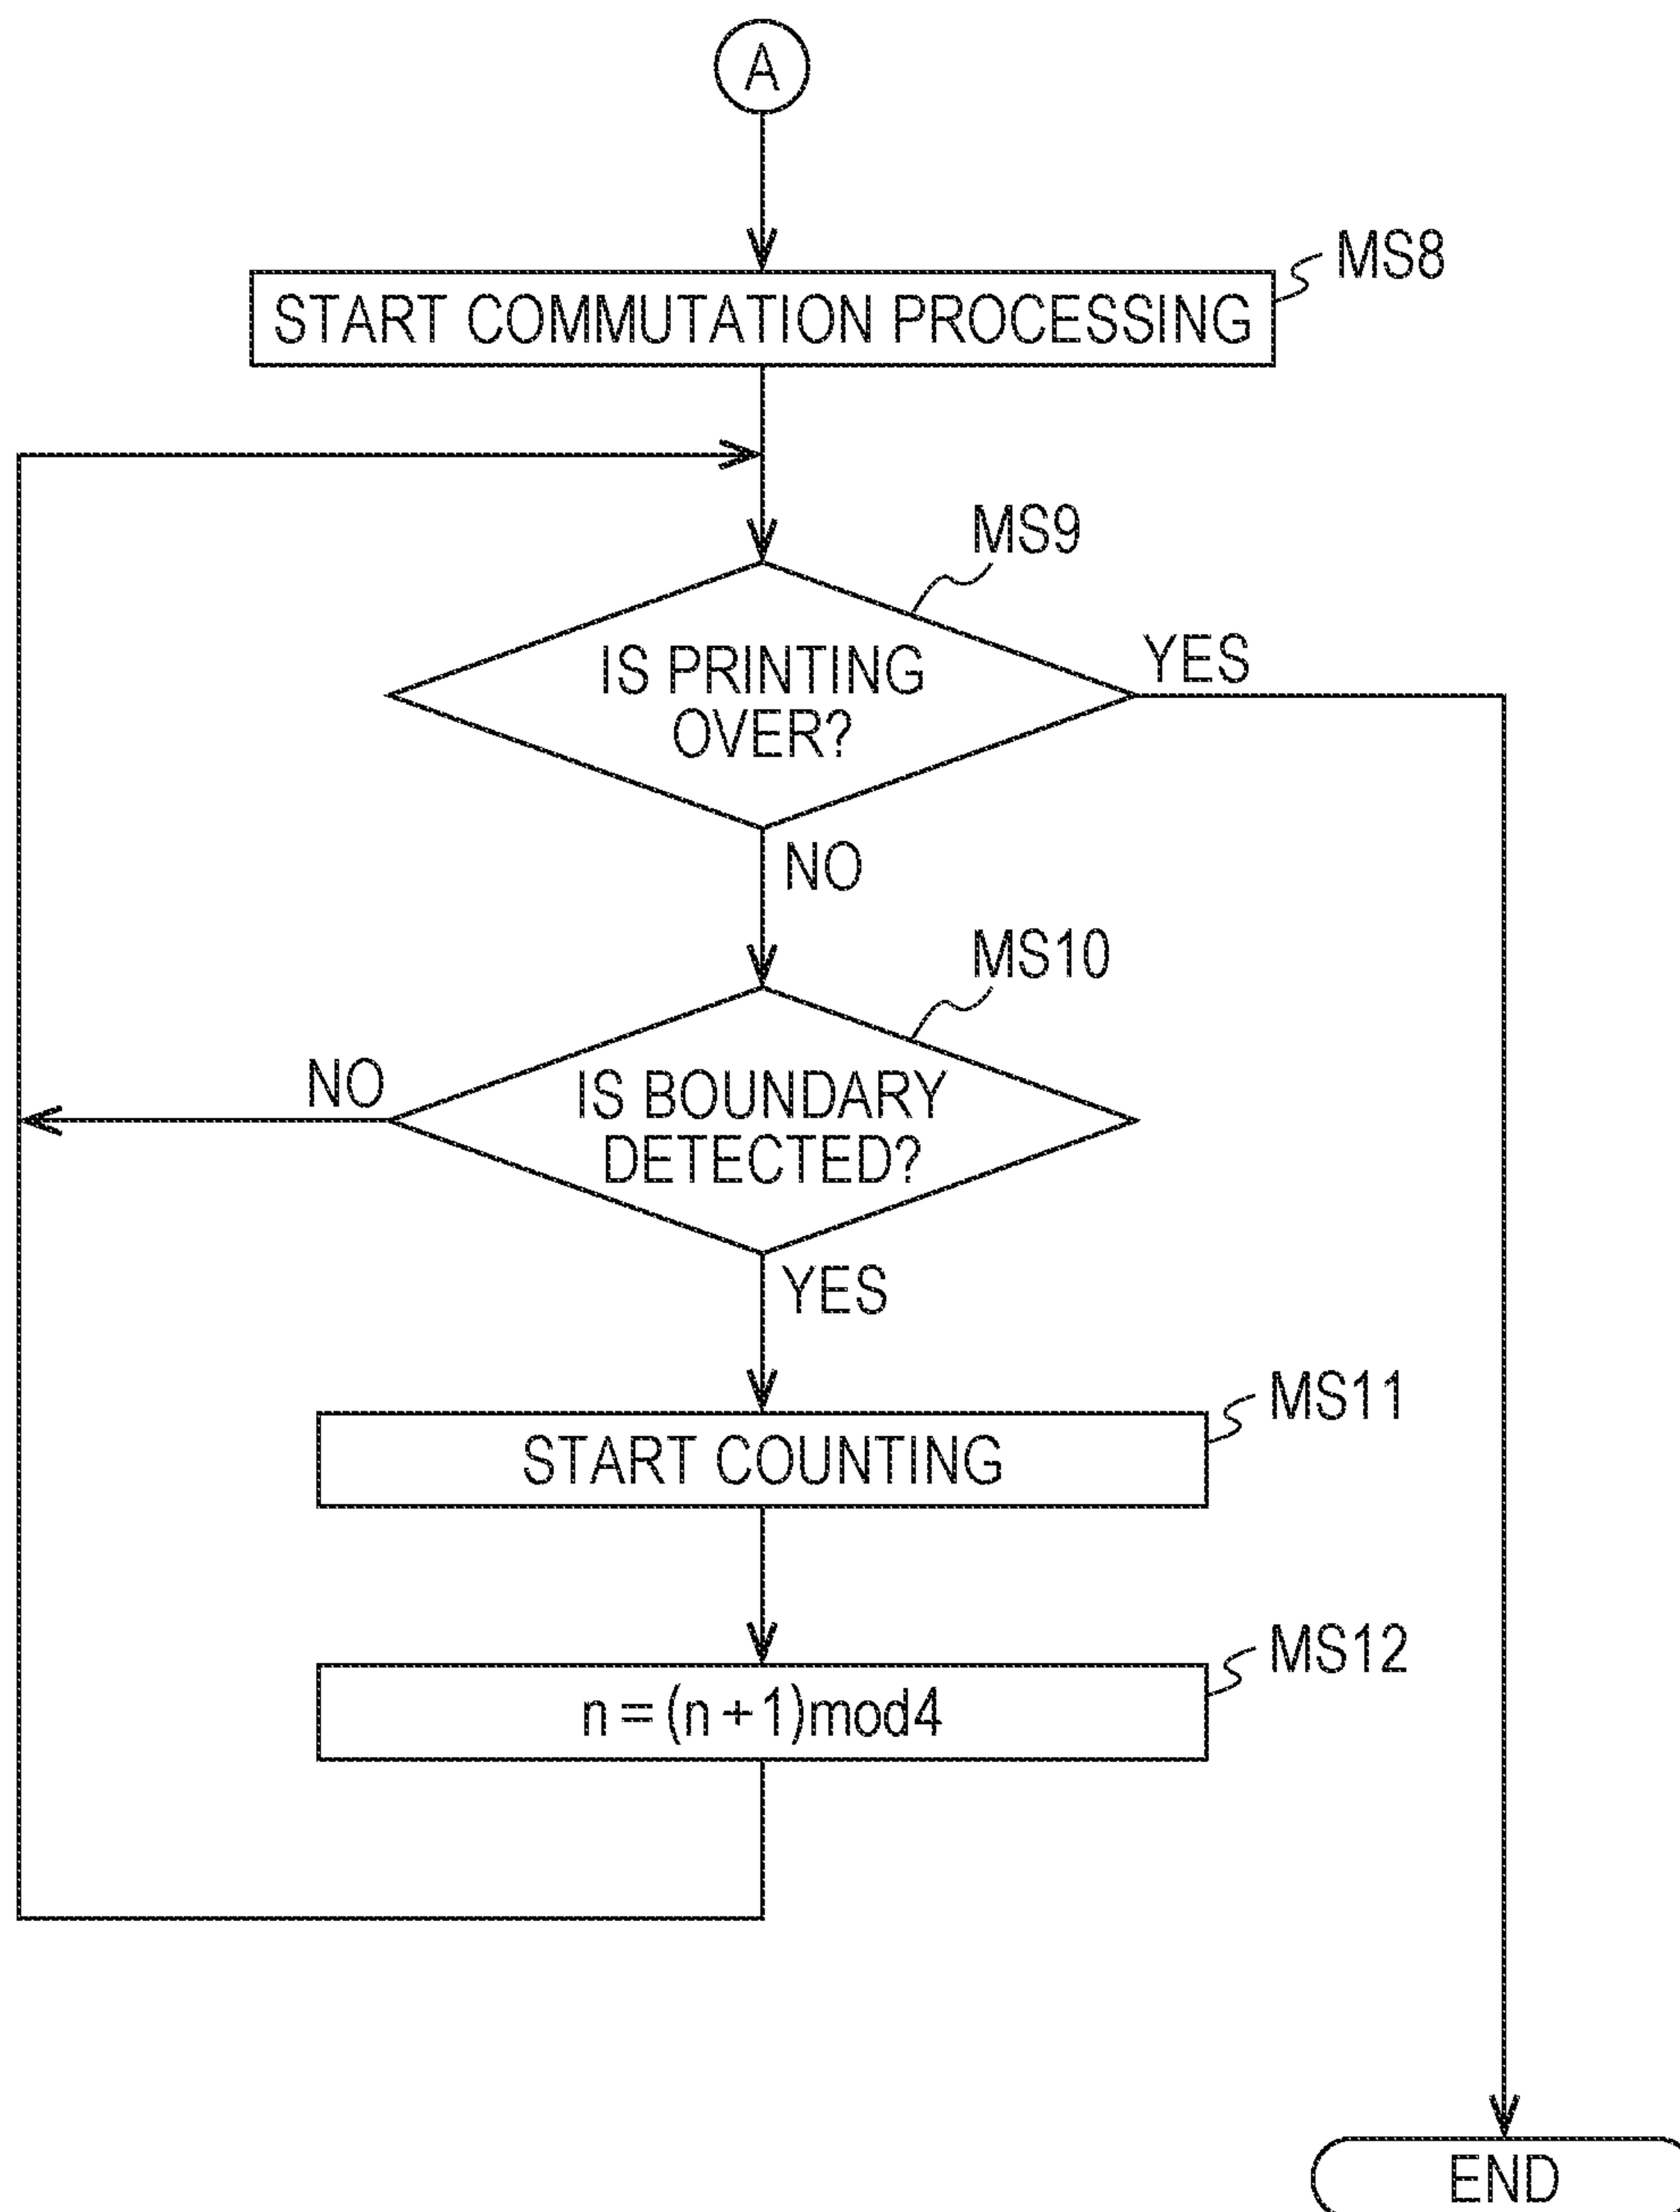 A
START COMMUTATION PROCESSING
MS8
MS9
IS PRINTING
OVER?
YES
NO
MS10
IS BOUNDARY
DETECTED?
NO
YES
START COUNTING
MS11
n=(n+1)mod4
MS12
END